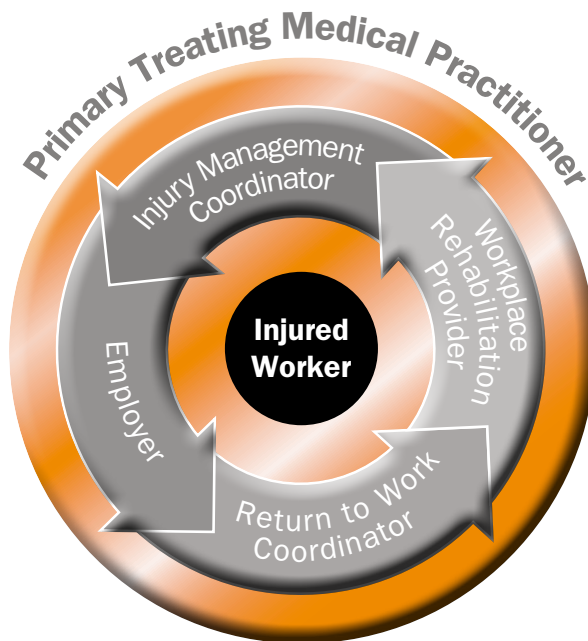 Primary Treating Medical Practitioner
Injury Management
Coordinator
Workplace
Rehabilitation
Provider
Injured
Worker
Employer
Return to Work
Coordinator